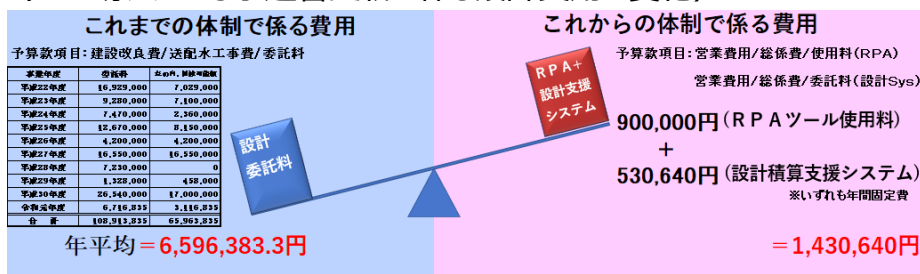 これまでの体制で係る費用
予算款項目:建設改良費/送配水工事費/委託料
事業年度 委託料
平成22年度 16,929,000 7,029,000
平成23年度 9,280,000 7,100,000
平成24年度 7,470,000 2,360,000
平成25年度 12,670,000 8,150,000
平成26年度 4,200,000 4,200,000
平成27年度 16,550,000 16,550,000
平成28年度 7,230,000 0
平成29年度 1,328,000 458,000
平成30年度 26,540,000 17,000,000
令和元年度 6,716,835 3,116,835
合 計 108,913,835 65,963,835
設計
委託料
年平均=6,596,383.3円
これからの体制で係る費用
予算款項目:営業費用/総係費/使用料(RPA)
営業費用/総係費/委託料(設計Sys)
RPA+
設計支援
システム
900,000円(RPAツール使用料)
+
530,640円(設計積算支援システム)
※いずれも年間固定費
=1,430,640円